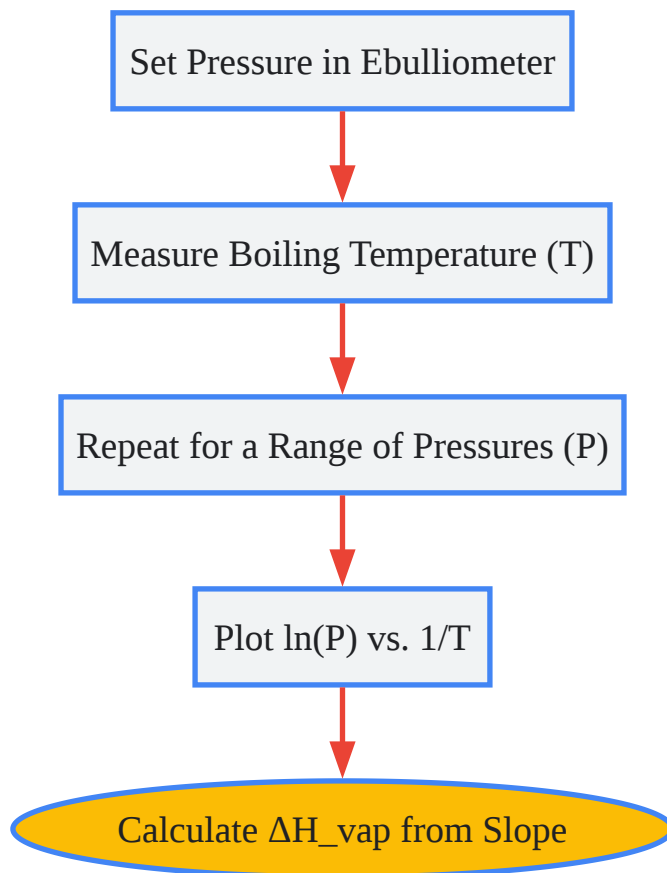 Set Pressure in Ebulliometer
Measure Boiling Temperature (T)
Repeat for a Range of Pressures (P)
Plot ln(P) vs. 1/T
Calculate ΔH_vap from Slope